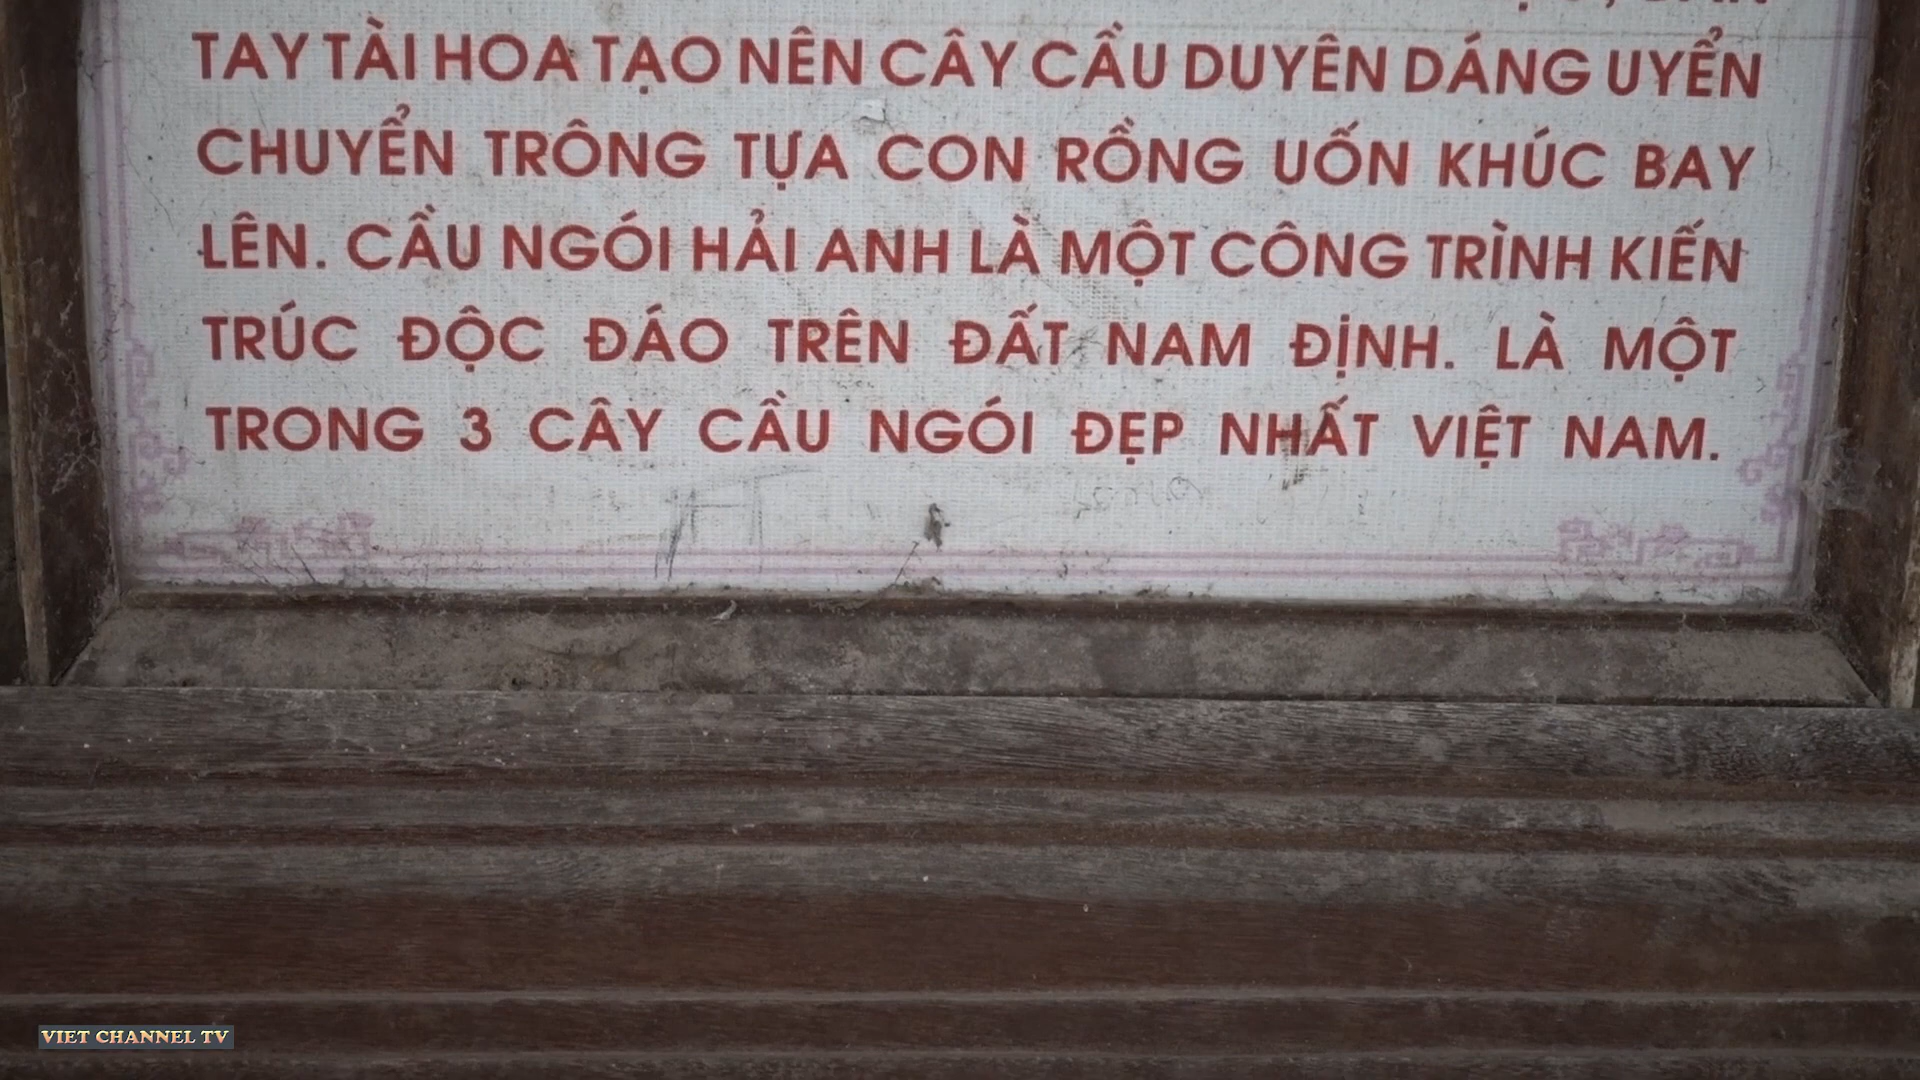 TAY TÀI HOA TẠO NÊN CÂY CẦU DUYÊN DÁNG UYỂN
CHUYỂN TRÔNG TỰA CON RỒNG UỐN KHÚC BAY
LÊN. CẦU NGÓI HẢI ANH LÀ MỘT CÔNG TRÌNH KIẾN
TRÚC ĐỘC ĐÁO TRÊN ĐẤT NAM ĐỊNH. LÀ MỘT
TRONG 3 CÂY CẦU NGÓI ĐẸP NHẤT VIỆT NAM.
VIET CHANNEL TV